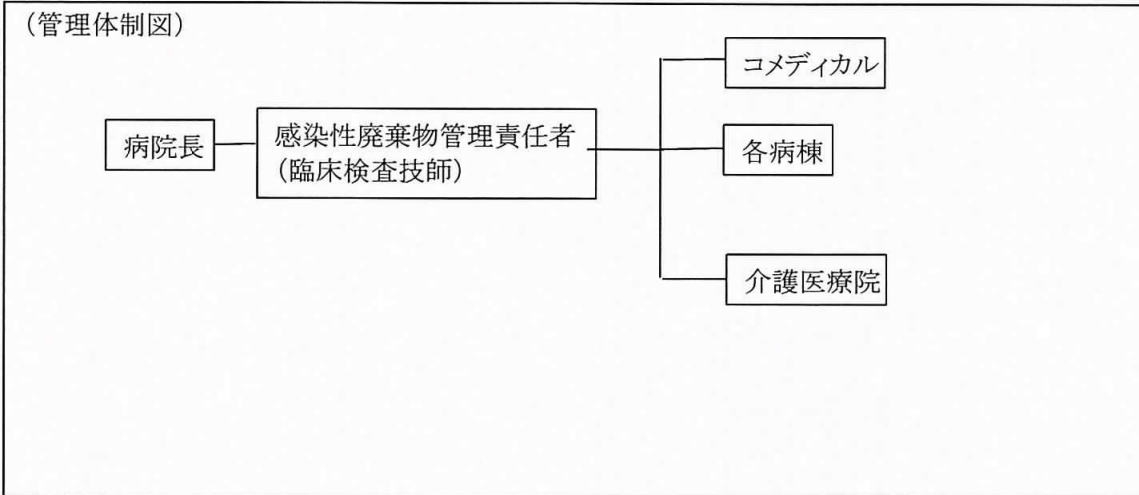 （管理体制図）
コメディカル
病院長
感染性廃棄物管理責任者
（臨床検査技師）
各病棟
介護医療院